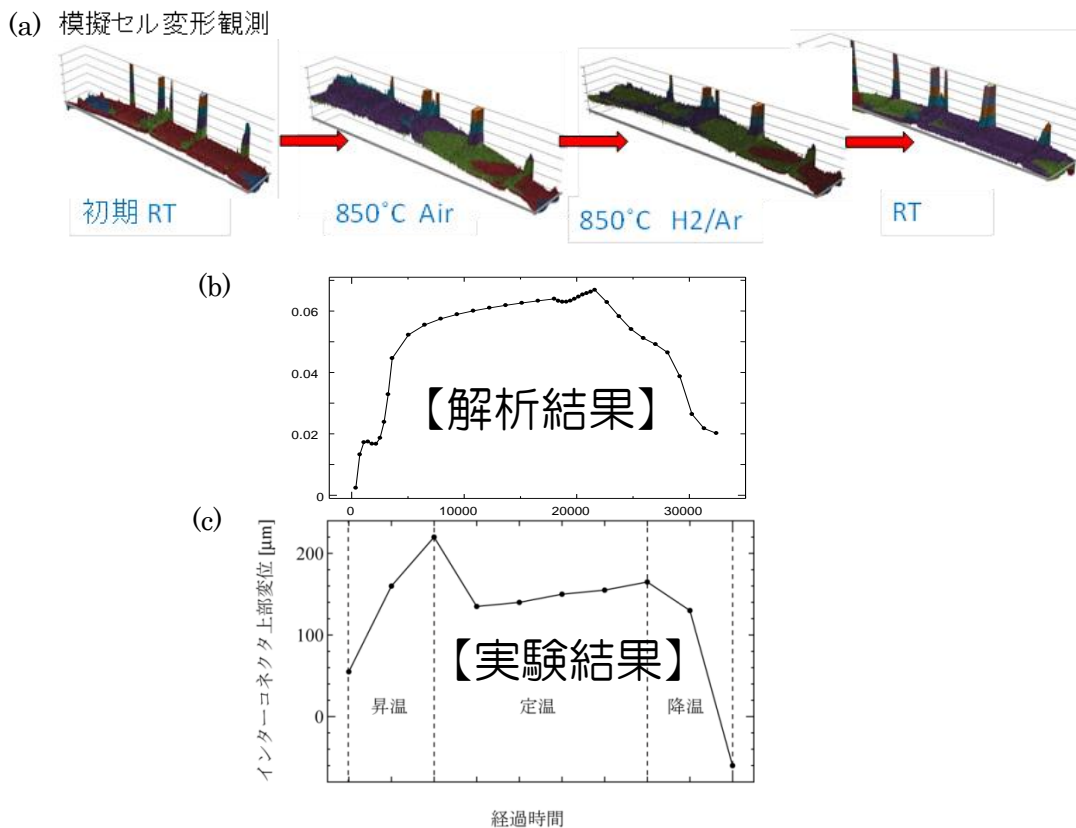 (a) 模擬セル変形観測
初期 RT
850°C Air
850°C H2/Ar
RT
(b)
0.06
0.04
0.02
0
【解析結果】
0 10000 20000 30000
(c)
インターコネクタ上部変位 [μm]
200
100
0
【実験結果】
昇温 定温 降温
経過時間